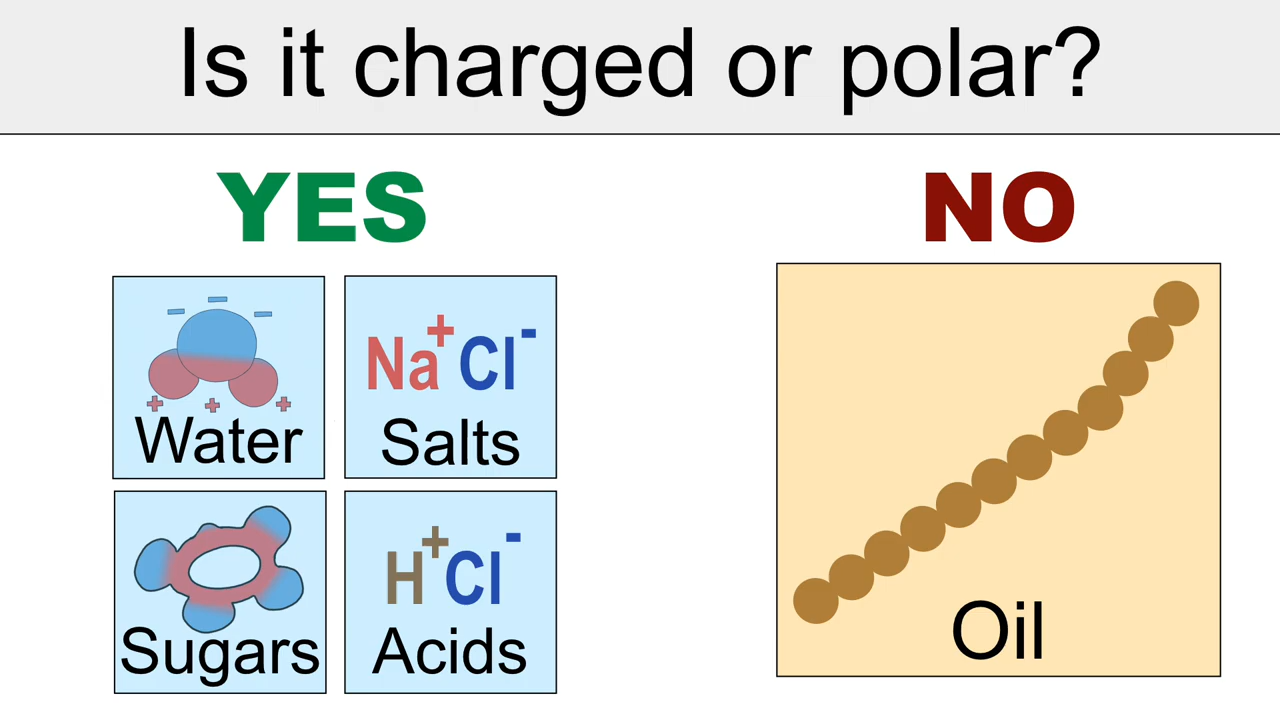 Is it charged or polar?
YES
NO
Water
Na⁺Cl⁻
Salts
Sugars
H⁺Cl⁻
Acids
Oil